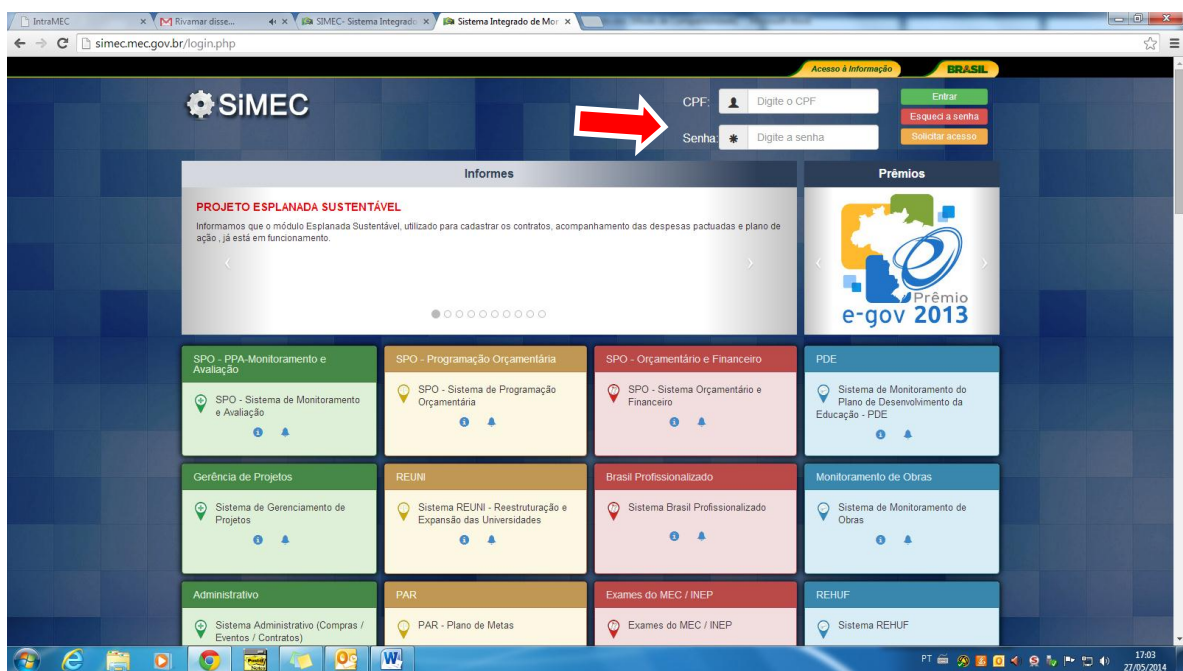 IntraMEC
Rivamar disse...
SIMEC- Sistema Integrado
Sistema Integrado de Mor
simec.mec.gov.br/login.php
Acesso à Informação
BRASIL
SiMEC
CPF:
Digite o CPF
Entrar
Esqueci a senha
Senha:
Digite a senha
Solicitar acesso
Informes
Prêmios
PROJETO ESPLANADA SUSTENTÁVEL
Informamos que o módulo Esplanada Sustentável, utilizado para cadastrar os contratos, acompanhamento das despesas pactuadas e plano de
ação , já está em funcionamento.
Prêmio
e-gov 2013
SPO - PPA-Monitoramento e
Avaliação
SPO - Sistema de Monitoramento
e Avaliação
SPO - Programação Orçamentária
SPO - Sistema de Programação
Orçamentária
SPO - Orçamentário e Financeiro
SPO - Sistema Orçamentário e
Financeiro
PDE
Sistema de Monitoramento do
Plano de Desenvolvimento da
Educação - PDE
Gerência de Projetos
Sistema de Gerenciamento de
Projetos
REUNI
Sistema REUNI - Reestruturação e
Expansão das Universidades
Brasil Profissionalizado
Sistema Brasil Profissionalizado
Monitoramento de Obras
Sistema de Monitoramento de
Obras
Administrativo
Sistema Administrativo (Compras /
Eventos / Contratos)
PAR
PAR - Plano de Metas
Exames do MEC / INEP
Exames do MEC / INEP
REHUF
Sistema REHUF
PT
17:03
27/05/2014